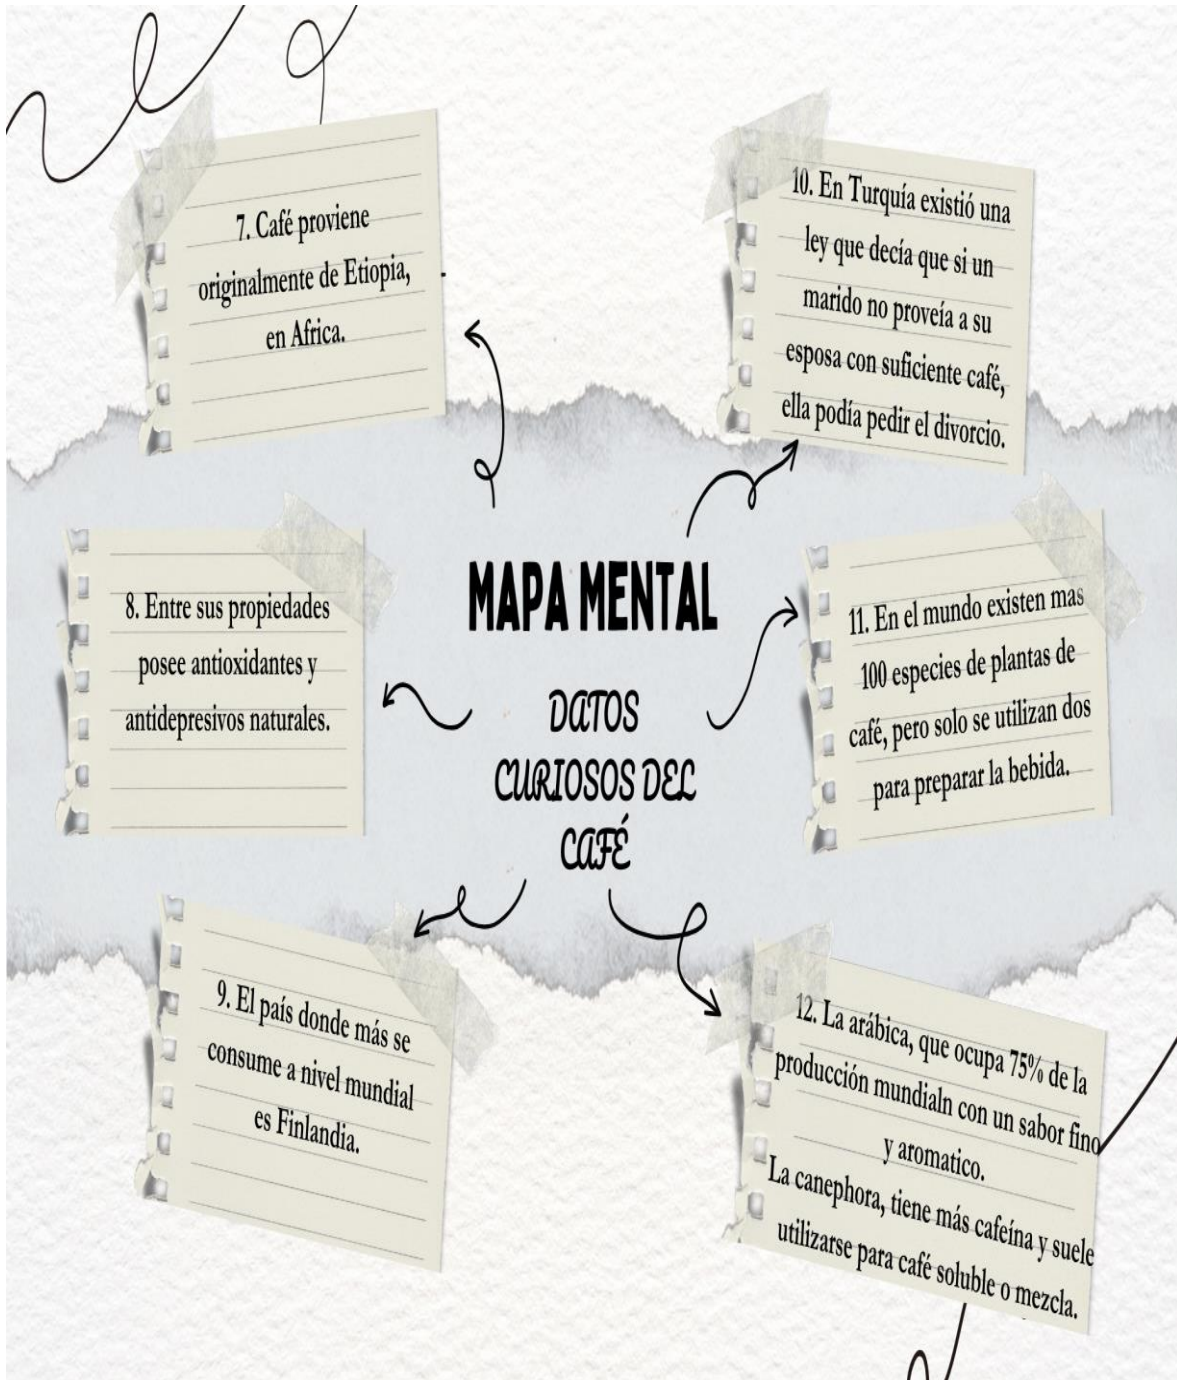 7. Café proviene
originalmente de Etiopia,
en Africa.
10. En Turquía existió una
ley que decía que si un
marido no proveía a su
esposa con suficiente café,
ella podía pedir el divorcio.
MAPA MENTAL
DATOS
CURIOSOS DEL
CAFÉ
8. Entre sus propiedades
posee antioxidantes y
antidepresivos naturales.
11. En el mundo existen mas
100 especies de plantas de
café, pero solo se utilizan dos
para preparar la bebida.
9. El país donde más se
consume a nivel mundial
es Finlandia.
12. La arábica, que ocupa 75% de la
producción mundialn con un sabor fino
y aromatico.
La canephora, tiene más cafeína y suele
utilizarse para café soluble o mezcla.